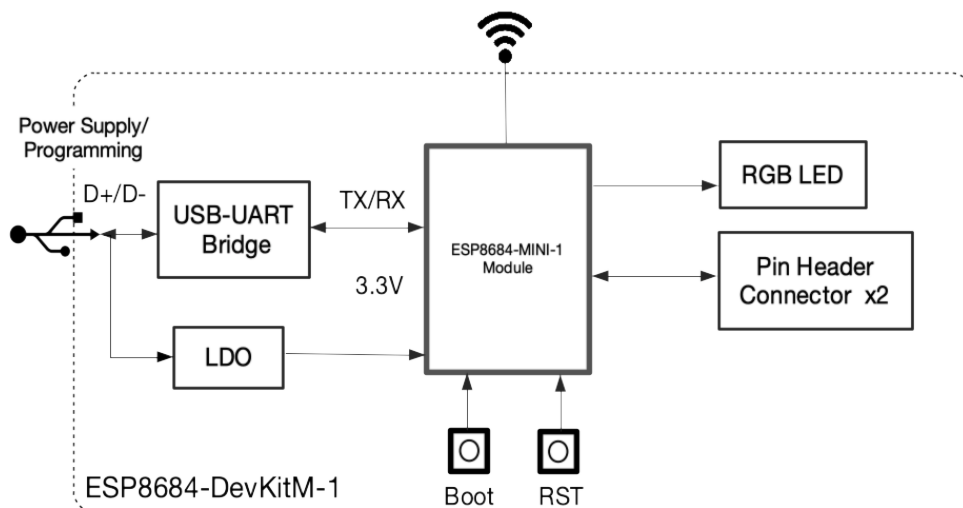 Power Supply/
Programming
D+/D-
USB-UART
Bridge
TX/RX
3.3V
LDO
ESP8684-MINI-1
Module
RGB LED
Pin Header
Connector x2
Boot
RST
ESP8684-DevKitM-1